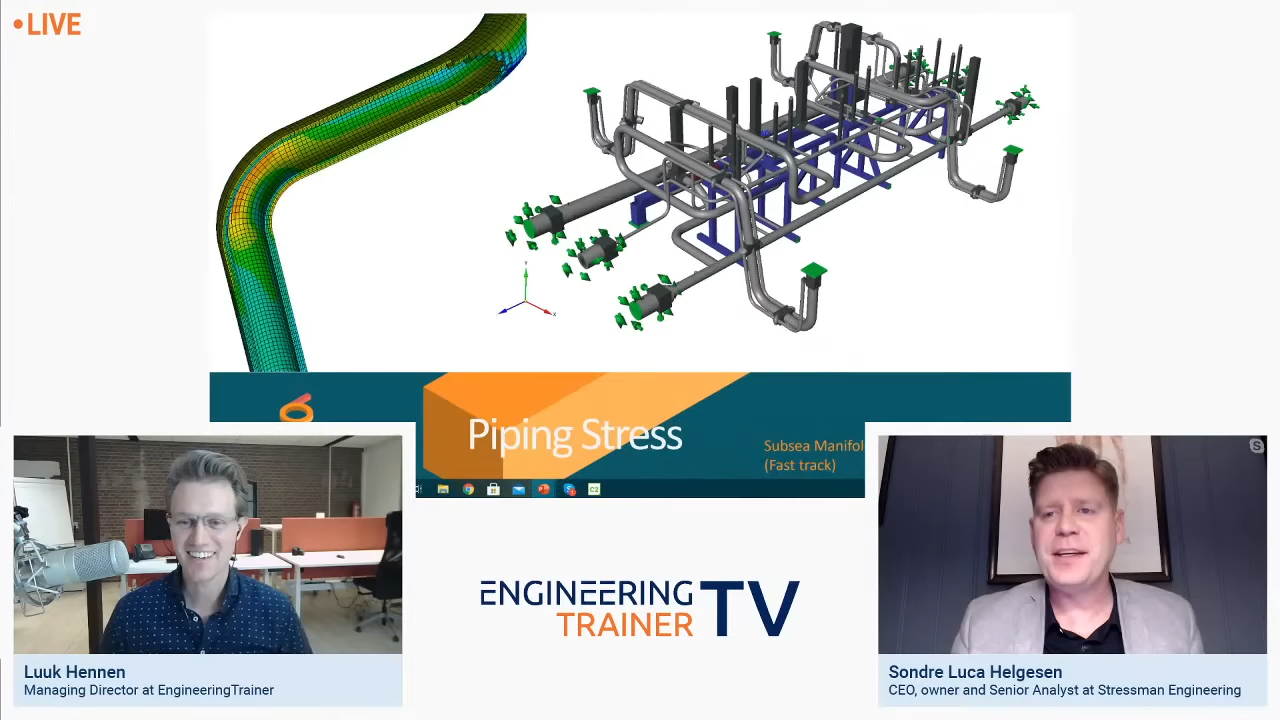 LIVE
Piping Stress
Subsea Manifol
(Fast track)
C2
ENGINEERING
TRAINER
TV
Luuk Hennen
Managing Director at EngineeringTrainer
Sondre Luca Helgesen
CEO, owner and Senior Analyst at Stressman Engineering